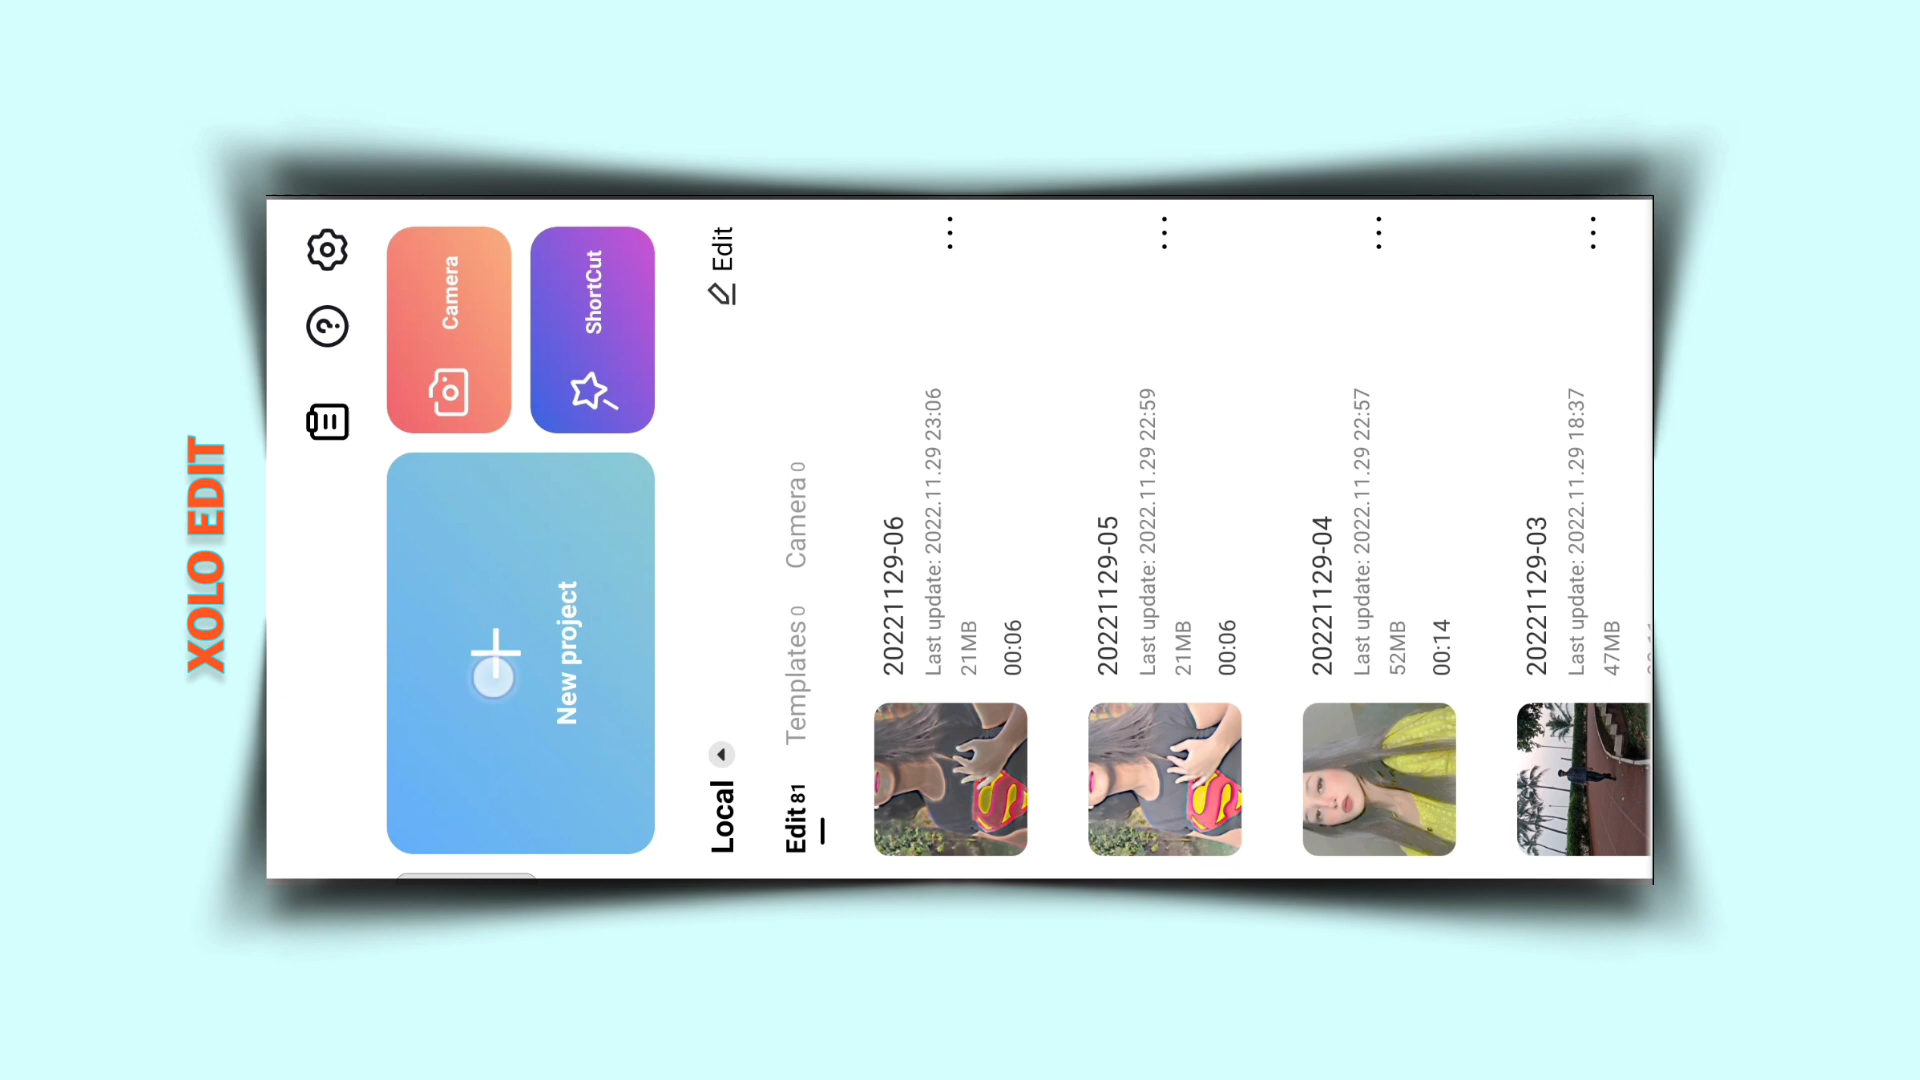 XOLO EDIT
New project
Camera
ShortCut
Local
Edit
Edit 81
Templates 0
Camera 0
20221129-06
Last update: 2022.11.29 23:06
21MB
00:06
20221129-05
Last update: 2022.11.29 22:59
21MB
00:06
20221129-04
Last update: 2022.11.29 22:57
52MB
00:14
20221129-03
Last update: 2022.11.29 18:37
47MB